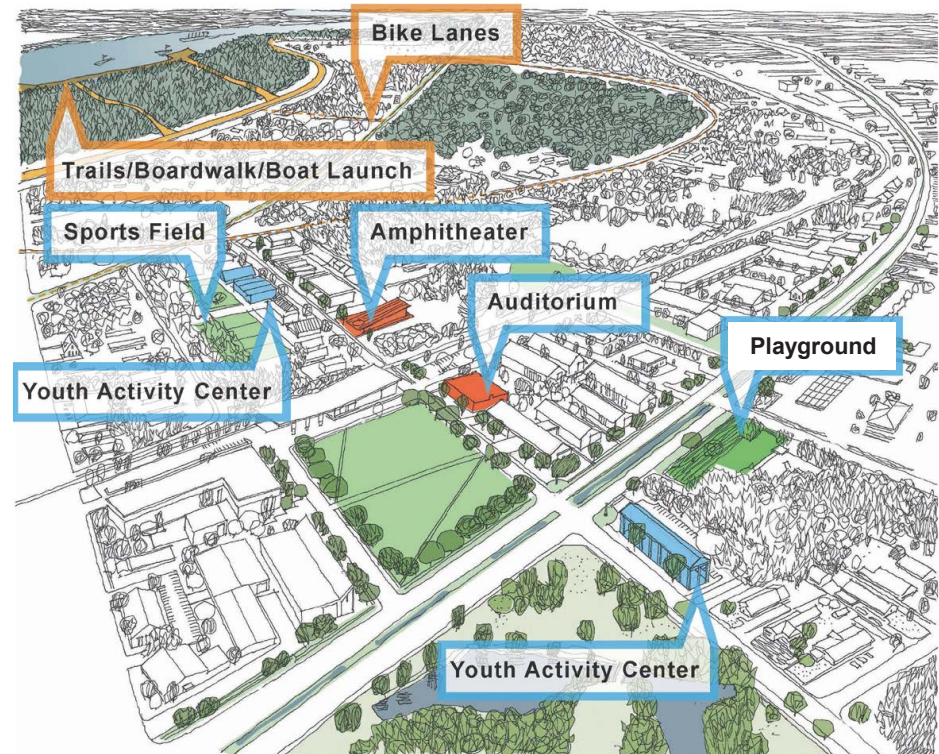 Bike Lanes
Trails/Boardwalk/Boat Launch
Sports Field
Amphitheater
Auditorium
Playground
Youth Activity Center
Youth Activity Center